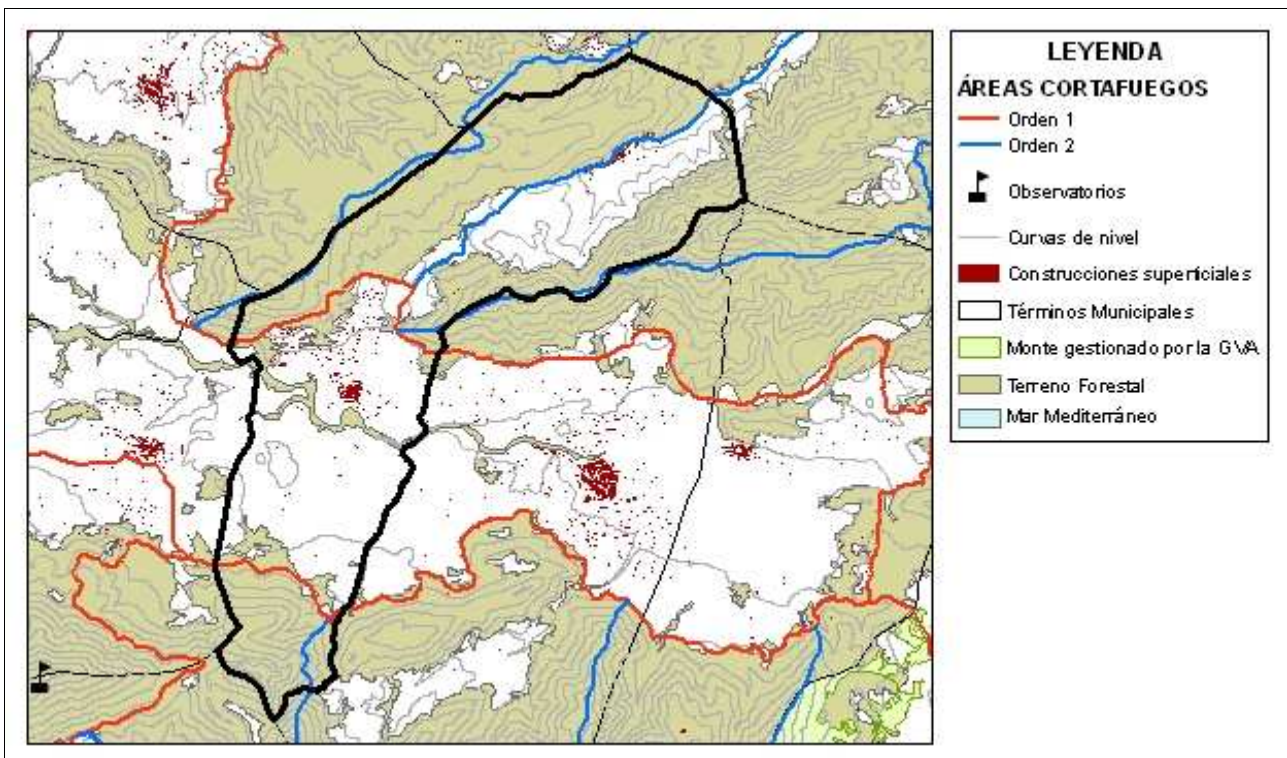 LEYENDA
ÁREAS CORTAFUEGOS
Orden 1
Orden 2
Observatorios
Curvas de nivel
Construcciones superficiales
Términos Municipales
Monte gestionado por la GVA
Terreno Forestal
Mar Mediterráneo